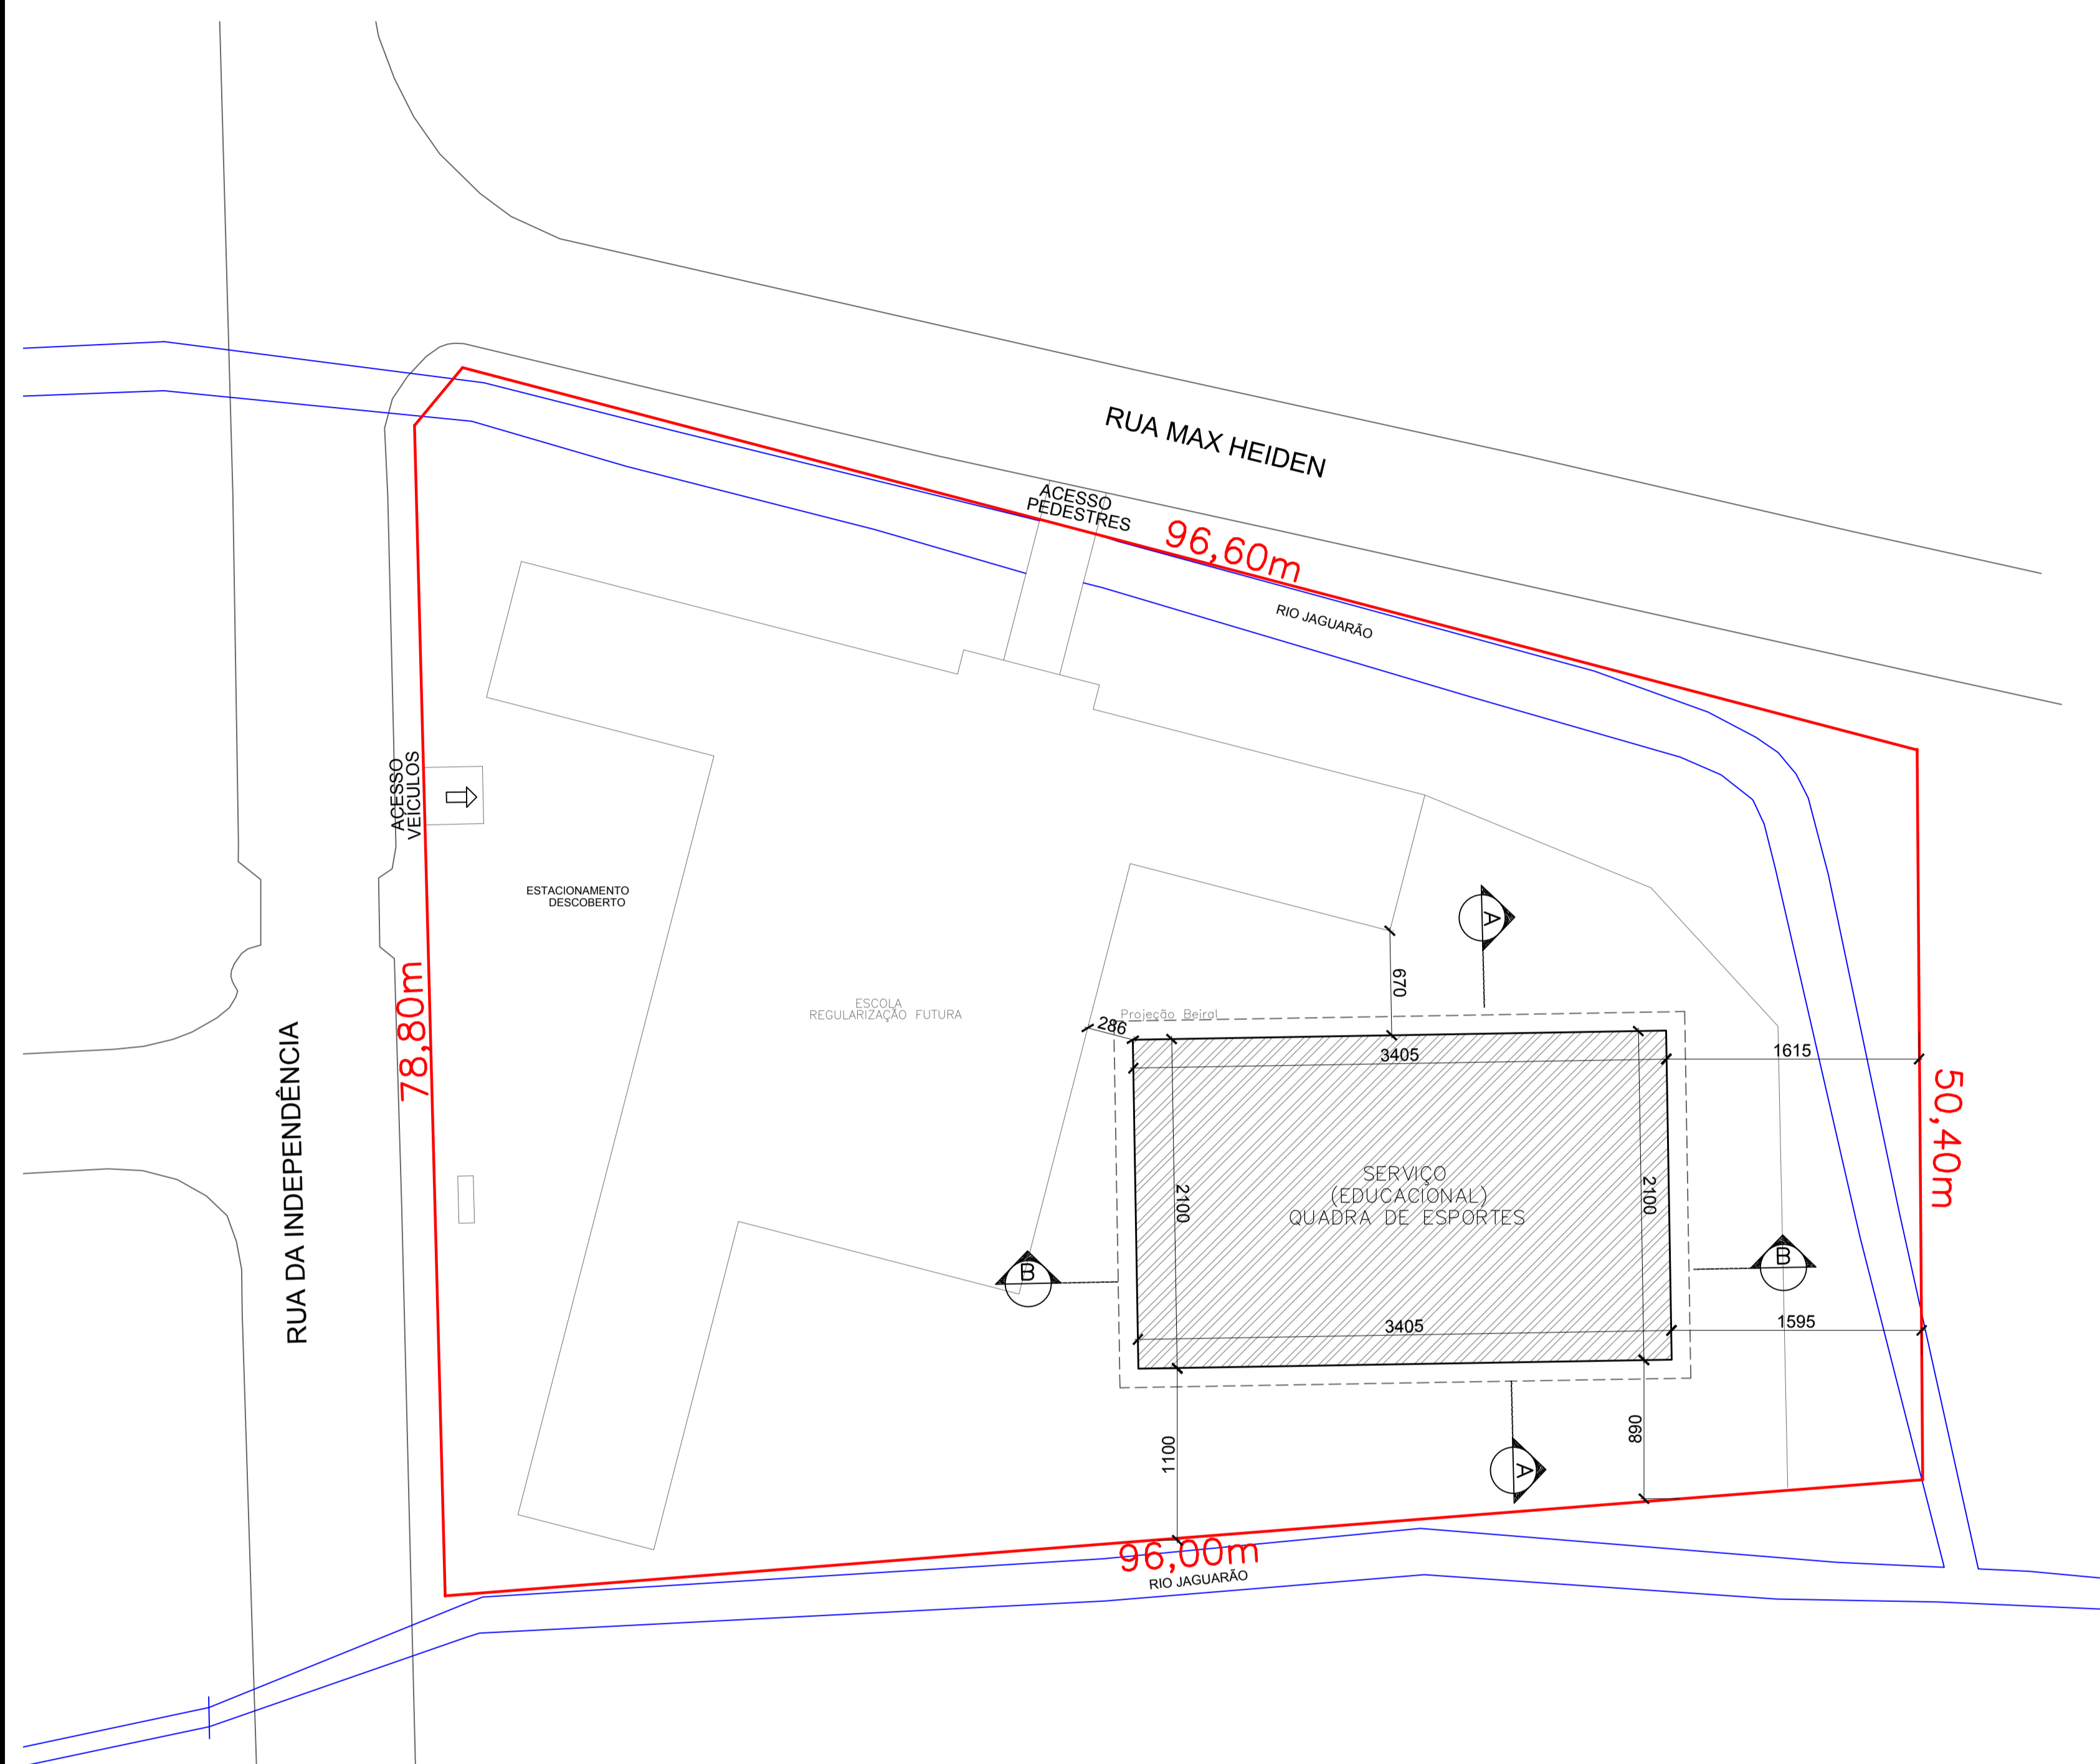 RUA MAX HEIDEN
ACESSO
PEDESTRES
96,60m
RIO JAGUARÃO
ACESSO
VEÍCULOS
ESTACIONAMENTO
DESCOBERTO
A
670
78,80m
ESCOLA
REGULARIZAÇÃO FUTURA
Projeção Beiral
286
3405
1615
50,40m
RUA DA INDEPENDÊNCIA
SERVIÇO
(EDUCACIONAL)
QUADRA DE ESPORTES
2100
2100
B
B
3405
1595
1100
890
A
96,00m
RIO JAGUARÃO